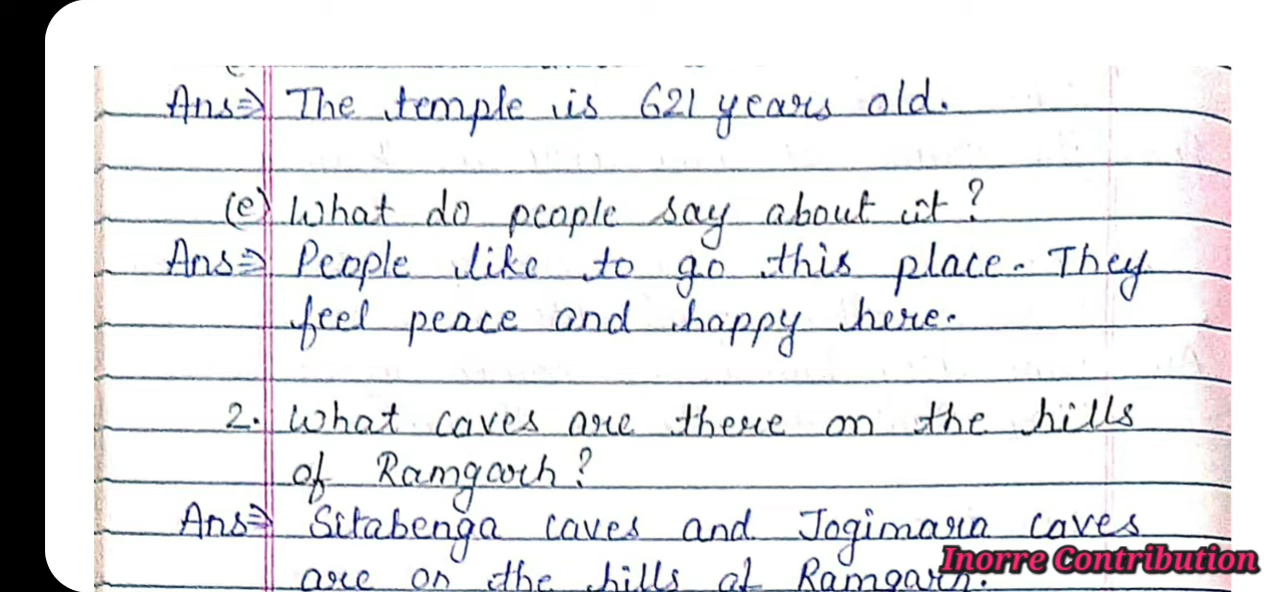 Ans⇒ The temple is 621 years old.
(e) What do people say about it?
Ans⇒ People like to go this place. They
feel peace and happy here.
2. What caves are there on the hills
of Ramgarh?
Ans⇒ Sitabenga caves and Jogimara caves
are on the hills of Ramgarh.
Inorre Contribution